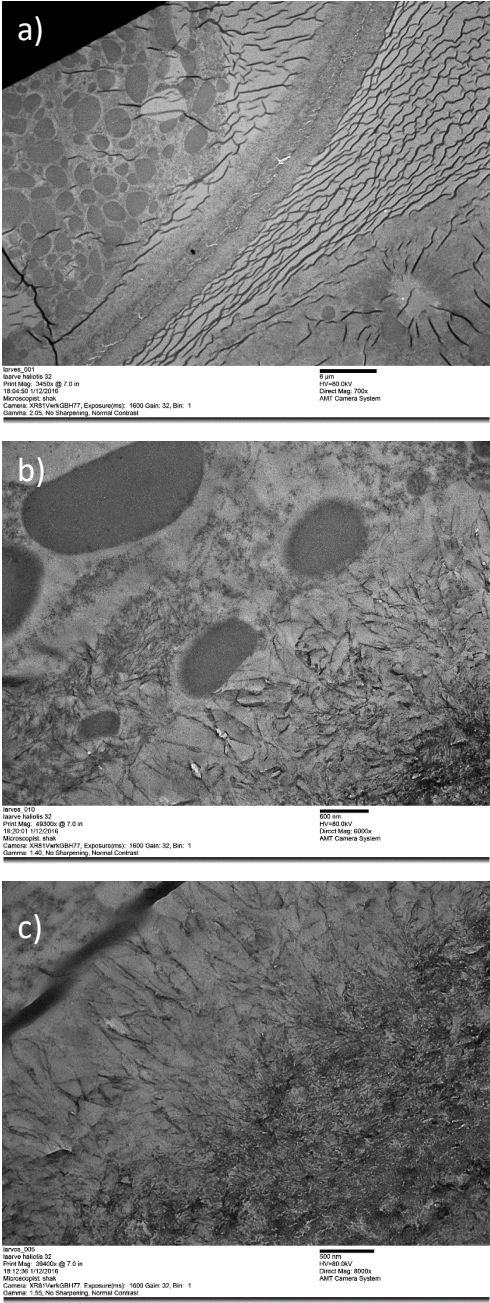 a)
larves_001
laarve haliotis 32
Print Mag: 3450x @ 7.0 in
18:04:50 1/12/2016
Microscopist: shak
Camera: XR81VwrkGBH77, Exposure(ms): 1600 Gain: 32, Bin: 1
Gamma: 2.05, No Sharpening, Normal Contrast
6 µm
HV=80.0kV
Direct Mag: 700x
AMT Camera System
b)
larves_010
laarve haliotis 32
Print Mag: 49300x @ 7.0 in
18:20:01 1/12/2016
Microscopist: shak
Camera: XR81VwrkGBH77, Exposure(ms): 1600 Gain: 32, Bin: 1
Gamma: 1.40, No Sharpening, Normal Contrast
600 nm
HV=80.0kV
Direct Mag: 6000x
AMT Camera System
c)
larves_005
laarve haliotis 32
Print Mag: 39400x @ 7.0 in
18:12:36 1/12/2016
Microscopist: shak
Camera: XR81VwrkGBH77, Exposure(ms): 1600 Gain: 32, Bin: 1
Gamma: 1.55, No Sharpening, Normal Contrast
500 nm
HV=80.0kV
Direct Mag: 8000x
AMT Camera System